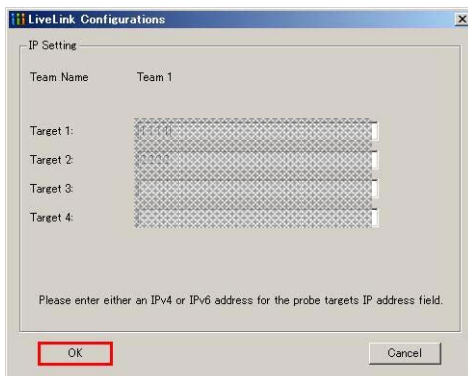 LiveLink Configurations
IP Setting
Team Name Team 1
Target 1:
Target 2:
Target 3:
Target 4:
Please enter either an IPv4 or IPv6 address for the probe targets IP address field.
OK Cancel